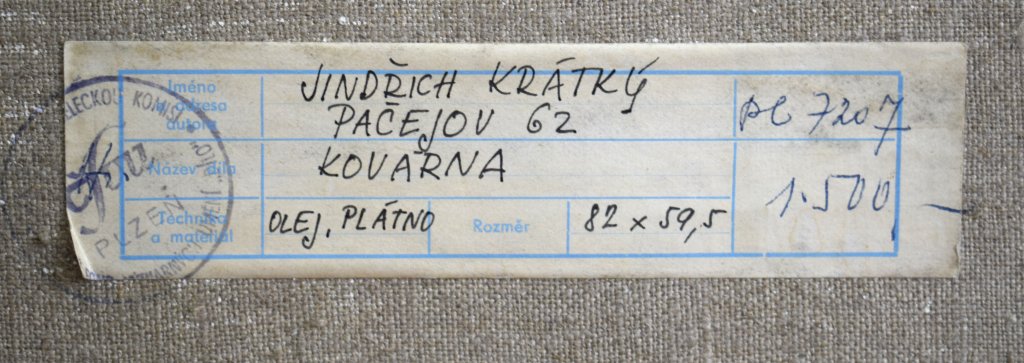 Jméno
a adresa
autora
JINDŘICH KRÁTKÝ
PAČEJOV 62
Název díla
KOVÁRNA
Technika
a materiál
OLEJ, PLÁTNO
Rozměr
82 x 59,5
7207
1.500
PLZEŇ